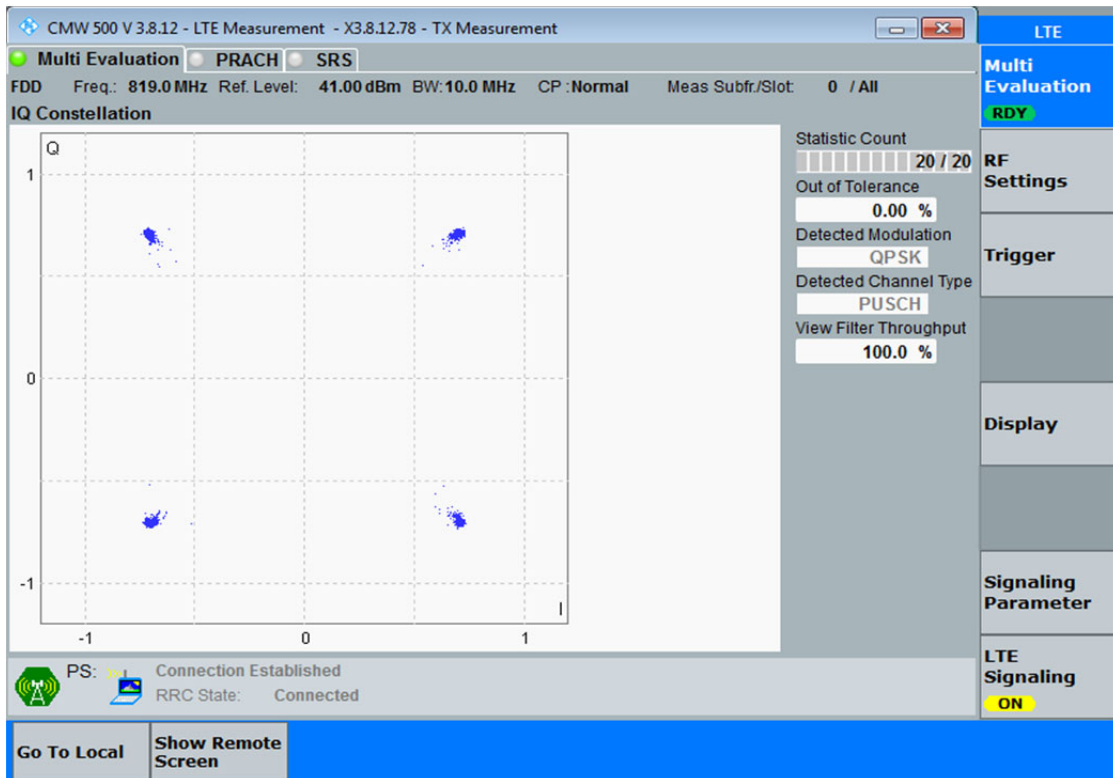 CMW 500 V 3.8.12 - LTE Measurement - X3.8.12.78 - TX Measurement
LTE
Multi Evaluation PRACH SRS
FDD Freq.: 819.0 MHz Ref. Level: 41.00 dBm BW: 10.0 MHz CP : Normal Meas Subfr./Slot: 0 / All
IQ Constellation
Q
1
0
-1
-1 0 1
I
Statistic Count
20 / 20
Out of Tolerance
0.00 %
Detected Modulation
QPSK
Detected Channel Type
PUSCH
View Filter Throughput
100.0 %
Multi
Evaluation
RDY
RF
Settings
Trigger
Display
Signaling
Parameter
LTE
Signaling
ON
PS: Connection Established
RRC State: Connected
Go To Local
Show Remote
Screen